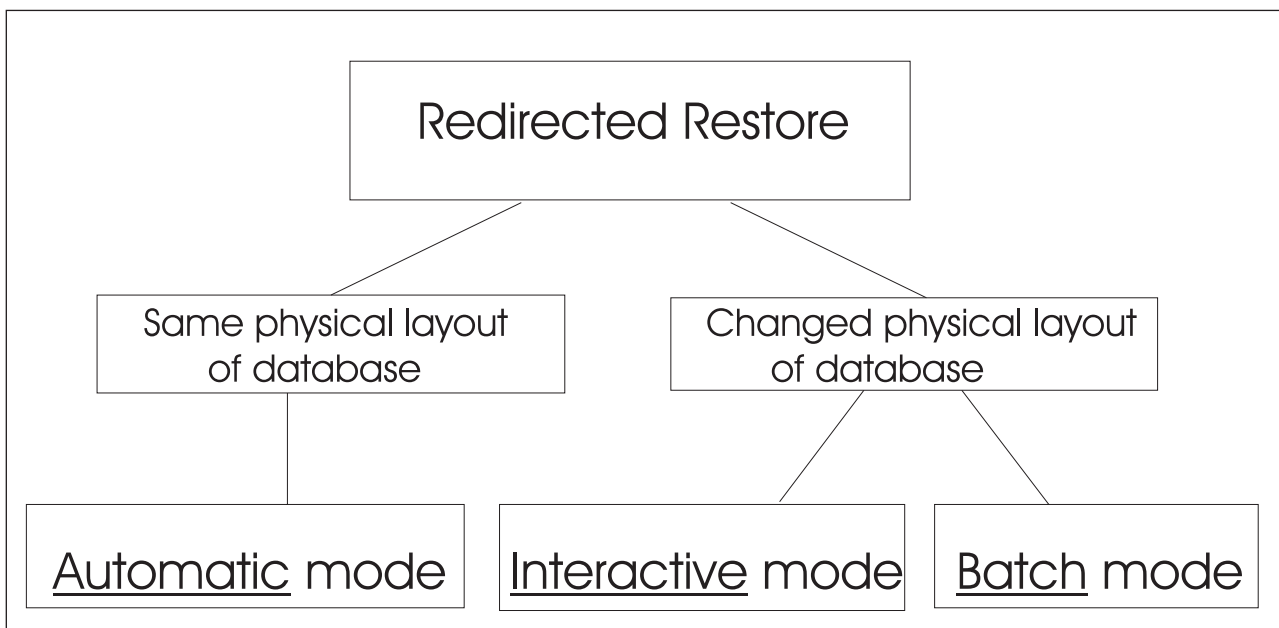 Redirected Restore
Same physical layout
of database
Changed physical layout
of database
Automatic mode
Interactive mode
Batch mode